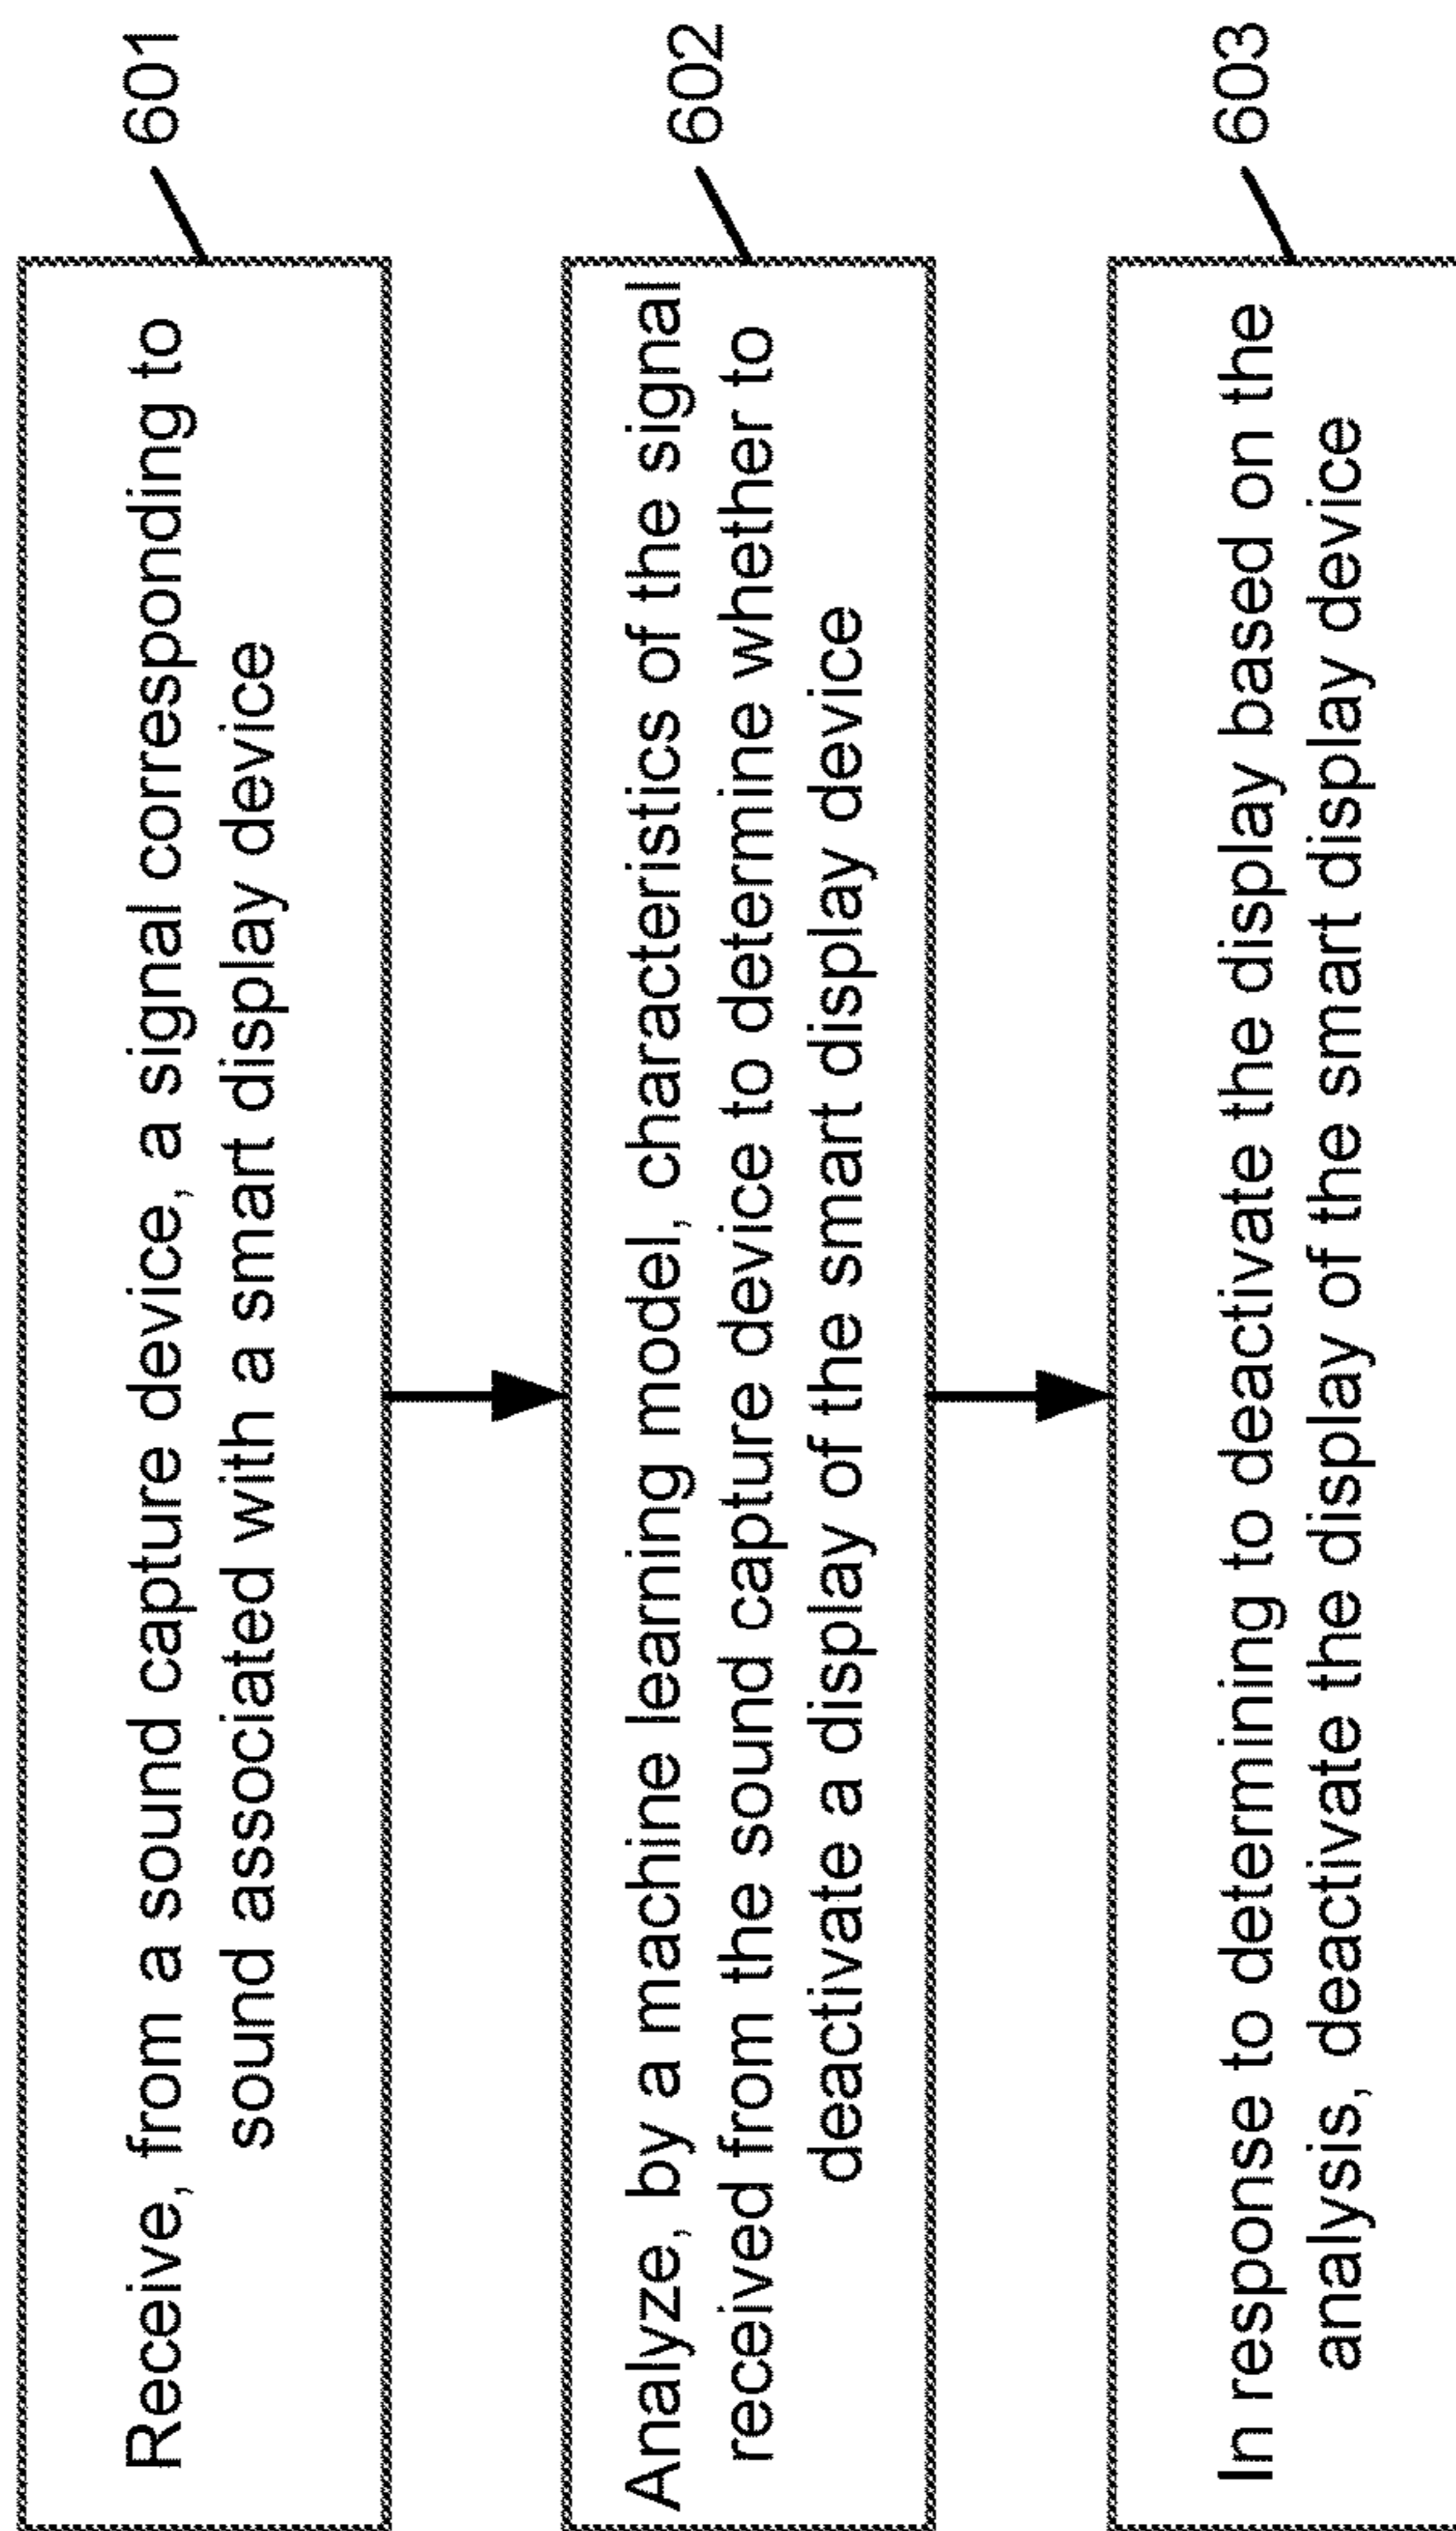 Receive, from a sound capture device, a signal corresponding to
sound associated with a smart display device
601
Analyze, by a machine learning model, characteristics of the signal
received from the sound capture device to determine whether to
deactivate a display of the smart display device
602
In response to determining to deactivate the display based on the
analysis, deactivate the display of the smart display device
603